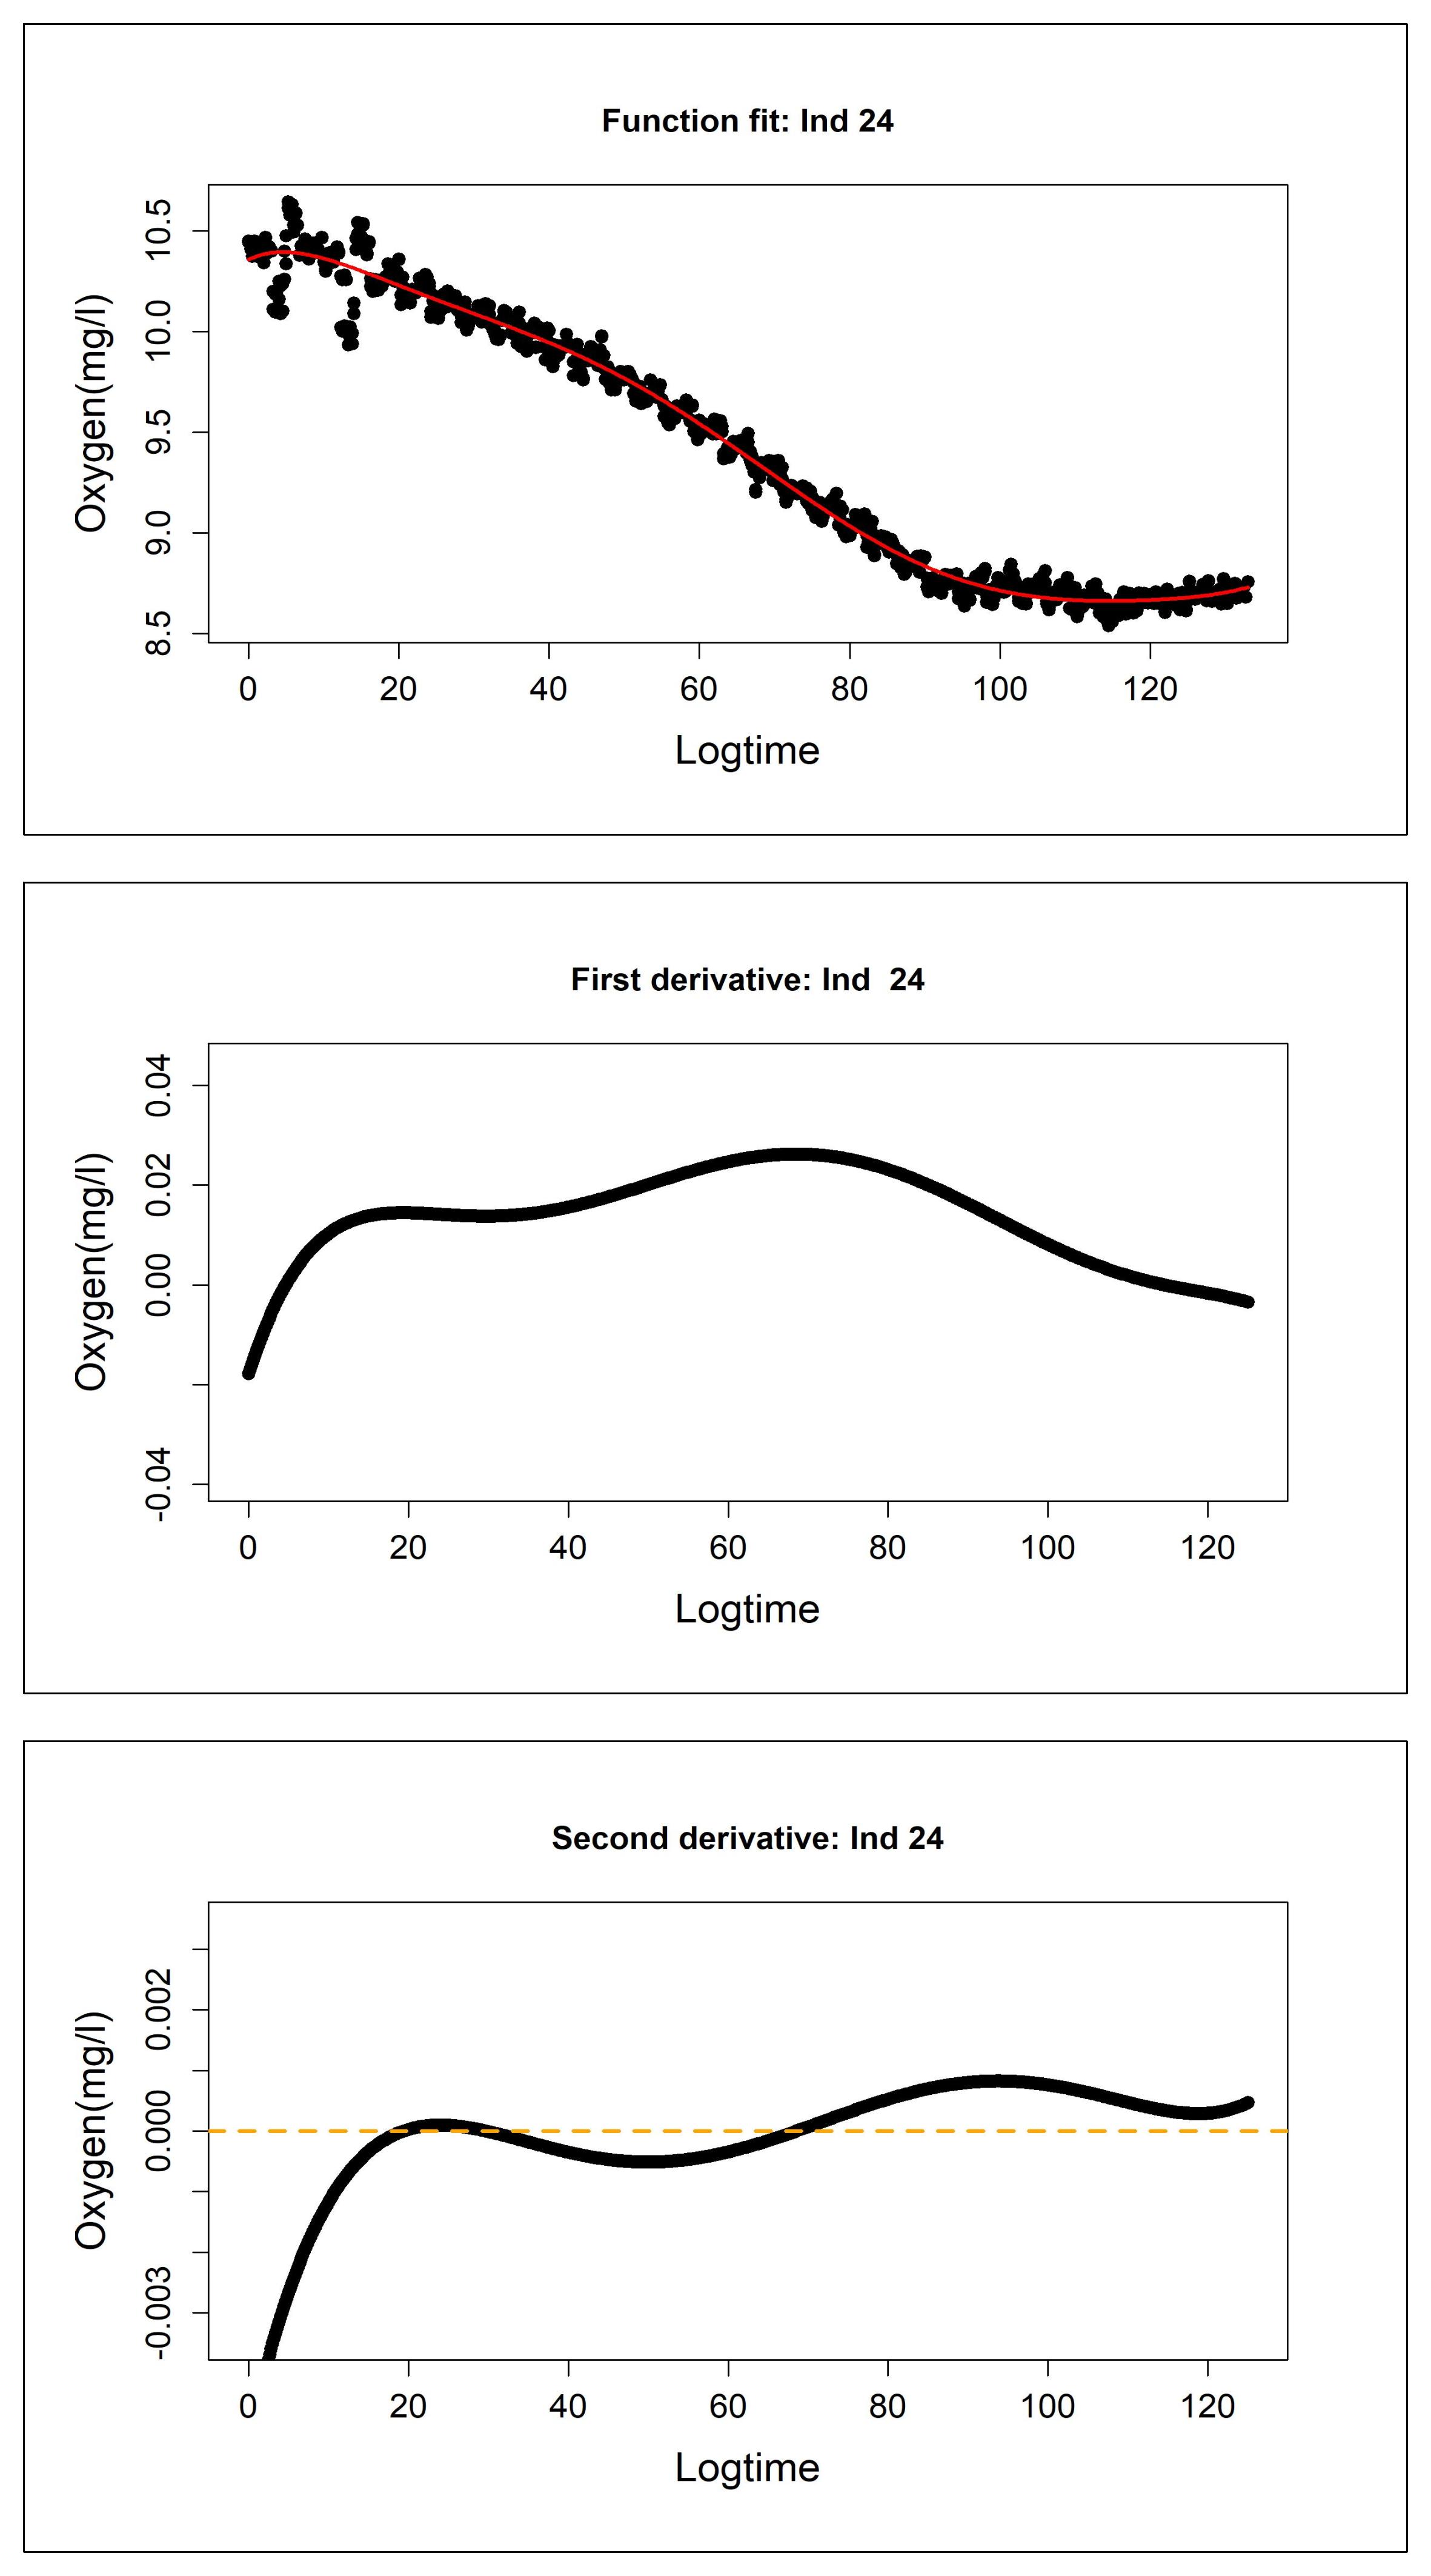 Function fit: Ind 24
10.5
10.0
9.5
9.0
8.5
Oxygen(mg/l)
0 20 40 60 80 100 120
Logtime
First derivative: Ind  24
0.04
0.02
0.00
-0.04
Oxygen(mg/l)
0 20 40 60 80 100 120
Logtime
Second derivative: Ind 24
0.002
0.000
-0.003
Oxygen(mg/l)
0 20 40 60 80 100 120
Logtime